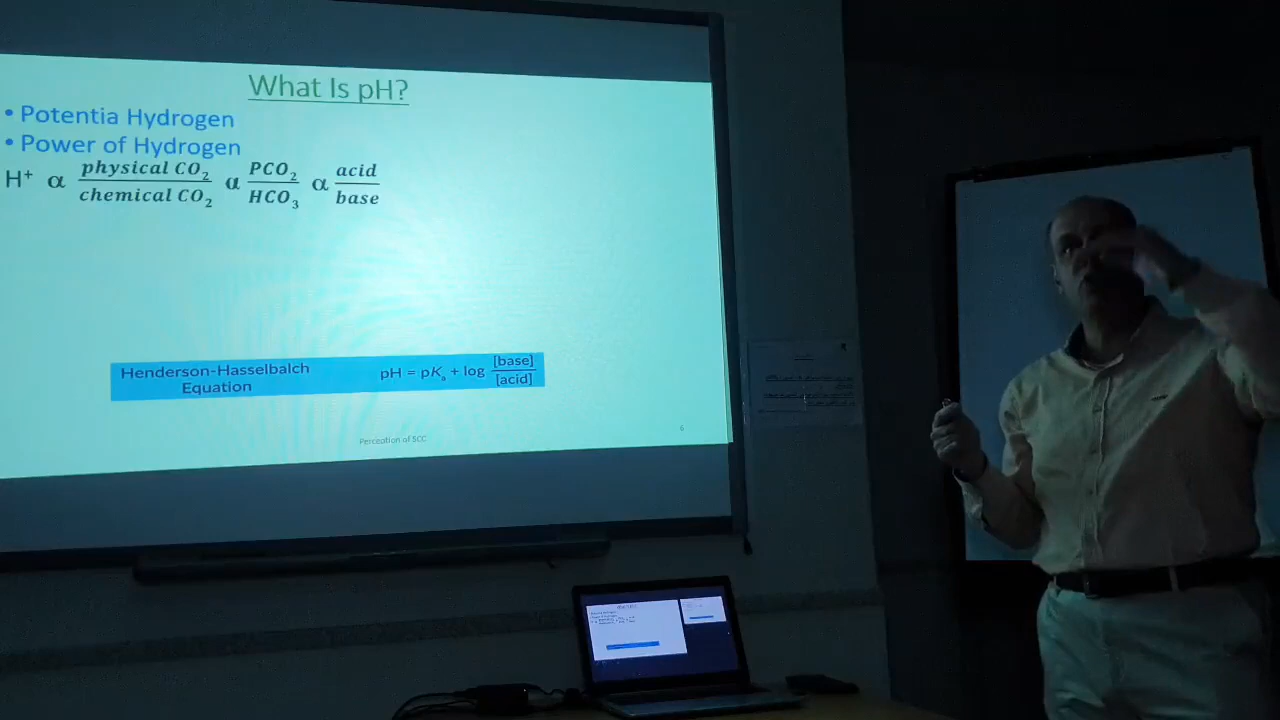 What Is pH?
• Potentia Hydrogen
• Power of Hydrogen
H⁺ α physical CO₂ / chemical CO₂ α PCO₂ / HCO₃ α acid / base
Henderson-Hasselbalch Equation pH = pKₐ + log [base] / [acid]
Perception of SCC
6